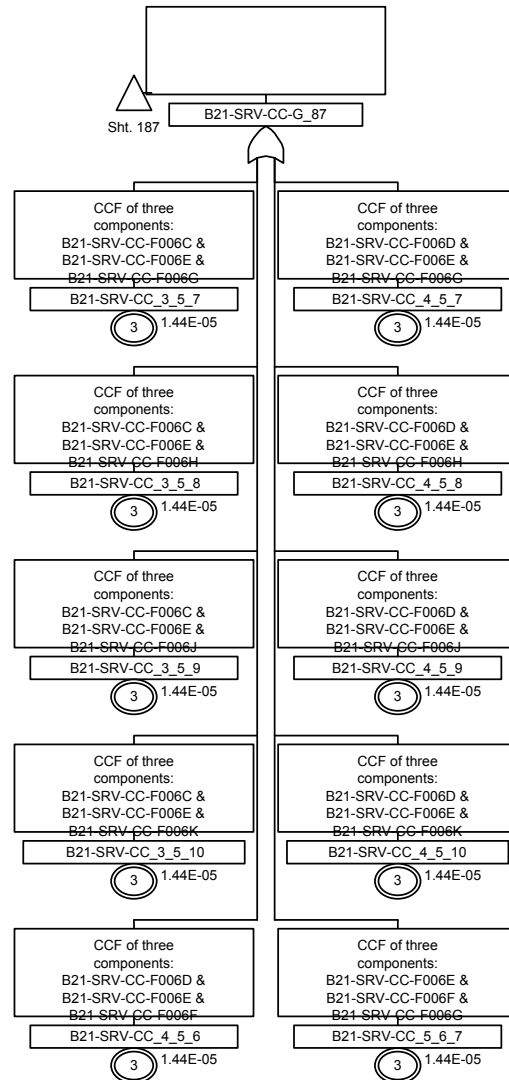 Sht. 187
B21-SRV-CC-G_87
CCF of three
components:
B21-SRV-CC-F006C &
B21-SRV-CC-F006E &
B21-SRV-CC-F006G
B21-SRV-CC_3_5_7
3
1.44E-05
CCF of three
components:
B21-SRV-CC-F006D &
B21-SRV-CC-F006E &
B21-SRV-CC-F006G
B21-SRV-CC_4_5_7
3
1.44E-05
CCF of three
components:
B21-SRV-CC-F006C &
B21-SRV-CC-F006E &
B21-SRV-CC-F006H
B21-SRV-CC_3_5_8
3
1.44E-05
CCF of three
components:
B21-SRV-CC-F006D &
B21-SRV-CC-F006E &
B21-SRV-CC-F006H
B21-SRV-CC_4_5_8
3
1.44E-05
CCF of three
components:
B21-SRV-CC-F006C &
B21-SRV-CC-F006E &
B21-SRV-CC-F006J
B21-SRV-CC_3_5_9
3
1.44E-05
CCF of three
components:
B21-SRV-CC-F006D &
B21-SRV-CC-F006E &
B21-SRV-CC-F006J
B21-SRV-CC_4_5_9
3
1.44E-05
CCF of three
components:
B21-SRV-CC-F006C &
B21-SRV-CC-F006E &
B21-SRV-CC-F006K
B21-SRV-CC_3_5_10
3
1.44E-05
CCF of three
components:
B21-SRV-CC-F006D &
B21-SRV-CC-F006E &
B21-SRV-CC-F006K
B21-SRV-CC_4_5_10
3
1.44E-05
CCF of three
components:
B21-SRV-CC-F006D &
B21-SRV-CC-F006E &
B21-SRV-CC-F006F
B21-SRV-CC_4_5_6
3
1.44E-05
CCF of three
components:
B21-SRV-CC-F006E &
B21-SRV-CC-F006F &
B21-SRV-CC-F006G
B21-SRV-CC_5_6_7
3
1.44E-05